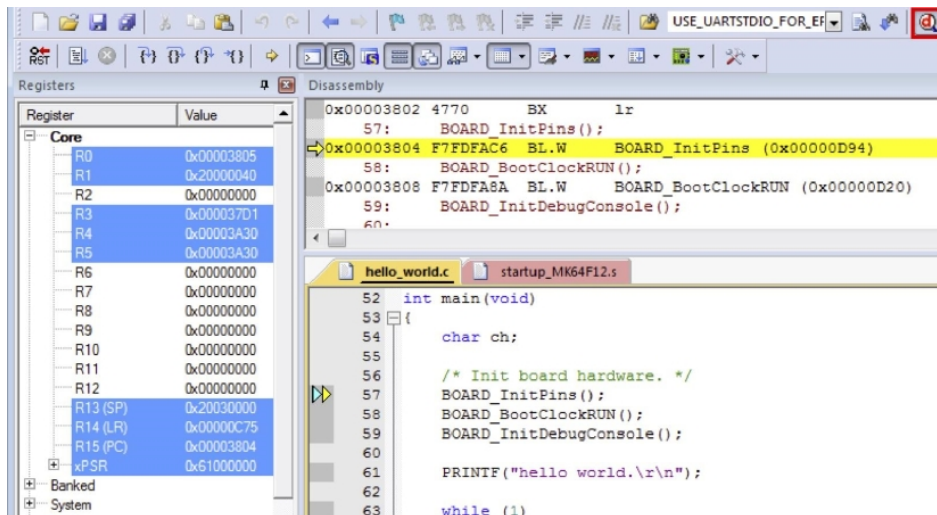 USE_UARTSTDIO_FOR_EF
RST
Registers
Register Value
Core
R0 0x00003805
R1 0x20000040
R2 0x00000000
R3 0x000037D1
R4 0x00003A30
R5 0x00003A30
R6 0x00000000
R7 0x00000000
R8 0x00000000
R9 0x00000000
R10 0x00000000
R11 0x00000000
R12 0x00000000
R13 (SP) 0x20030000
R14 (LR) 0x00000C75
R15 (PC) 0x00003804
xPSR 0x61000000
Banked
System
Disassembly
0x00003802 4770 BX lr
57: BOARD_InitPins();
0x00003804 F7FDFAC6 BL.W BOARD_InitPins (0x00000D94)
58: BOARD_BootClockRUN();
0x00003808 F7FDFA8A BL.W BOARD_BootClockRUN (0x00000D20)
59: BOARD_InitDebugConsole();
60:
hello_world.c startup_MK64F12.s
52 int main(void)
53 {
54 char ch;
55
56 /* Init board hardware. */
57 BOARD_InitPins();
58 BOARD_BootClockRUN();
59 BOARD_InitDebugConsole();
60
61 PRINTF("hello world.\r\n");
62
63 while (1)